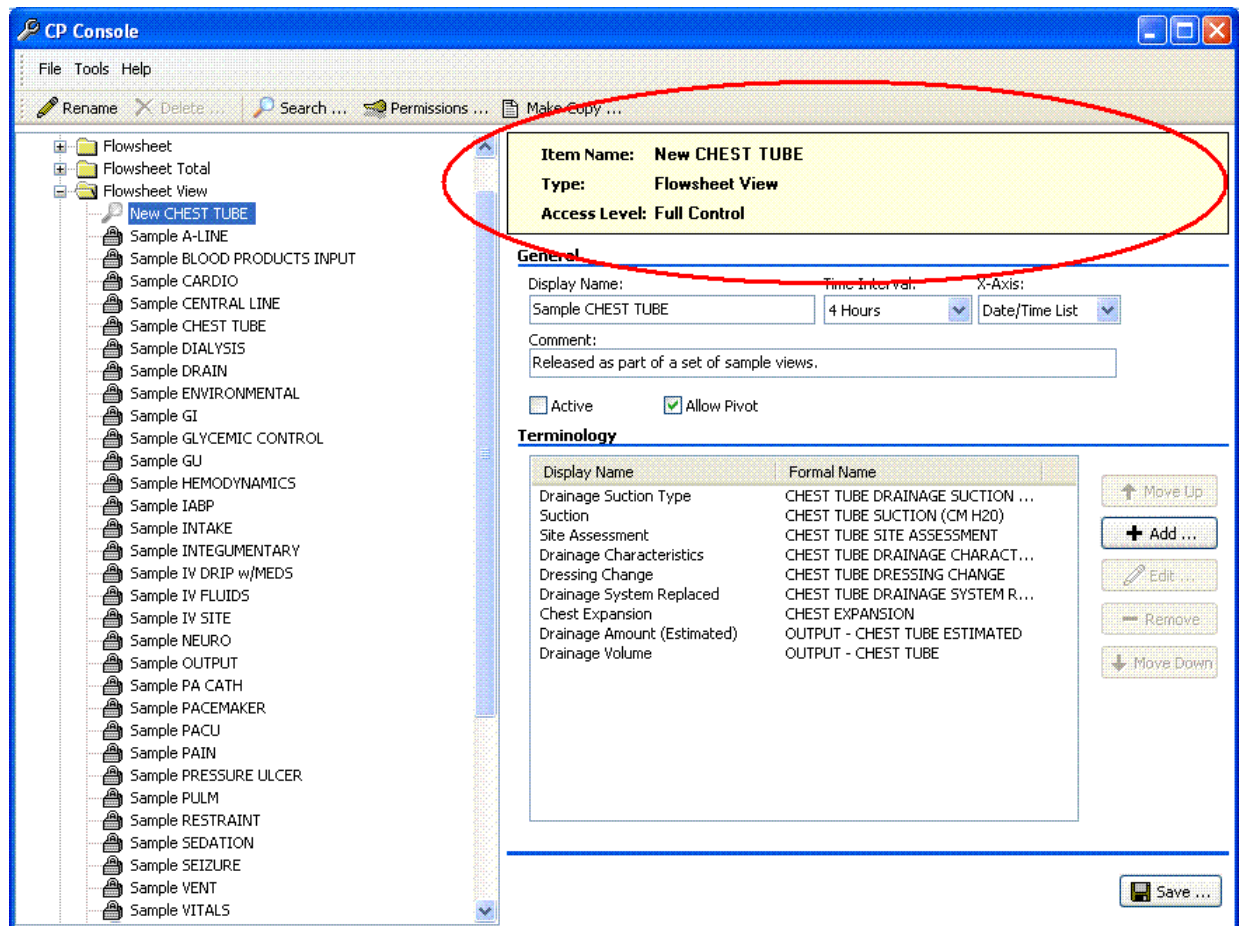 CP Console
File Tools Help
Rename Delete ... Search ... Permissions ... Make Copy ...
Flowsheet
Flowsheet Total
Flowsheet View
New CHEST TUBE
Sample A-LINE
Sample BLOOD PRODUCTS INPUT
Sample CARDIO
Sample CENTRAL LINE
Sample CHEST TUBE
Sample DIALYSIS
Sample DRAIN
Sample ENVIRONMENTAL
Sample GI
Sample GLYCEMIC CONTROL
Sample GU
Sample HEMODYNAMICS
Sample IABP
Sample INTAKE
Sample INTEGUMENTARY
Sample IV DRIP w/MEDS
Sample IV FLUIDS
Sample IV SITE
Sample NEURO
Sample OUTPUT
Sample PA CATH
Sample PACEMAKER
Sample PACU
Sample PAIN
Sample PRESSURE ULCER
Sample PULM
Sample RESTRAINT
Sample SEDATION
Sample SEIZURE
Sample VENT
Sample VITALS
Item Name: New CHEST TUBE
Type: Flowsheet View
Access Level: Full Control
General
Display Name: Time Interval: X-Axis:
Sample CHEST TUBE 4 Hours Date/Time List
Comment:
Released as part of a set of sample views.
Active Allow Pivot
Terminology
Display Name Formal Name
Drainage Suction Type CHEST TUBE DRAINAGE SUCTION ...
Suction CHEST TUBE SUCTION (CM H20)
Site Assessment CHEST TUBE SITE ASSESSMENT
Drainage Characteristics CHEST TUBE DRAINAGE CHARACT...
Dressing Change CHEST TUBE DRESSING CHANGE
Drainage System Replaced CHEST TUBE DRAINAGE SYSTEM R...
Chest Expansion CHEST EXPANSION
Drainage Amount (Estimated) OUTPUT - CHEST TUBE ESTIMATED
Drainage Volume OUTPUT - CHEST TUBE
Move Up
Add ...
Edit ...
Remove
Move Down
Save ...